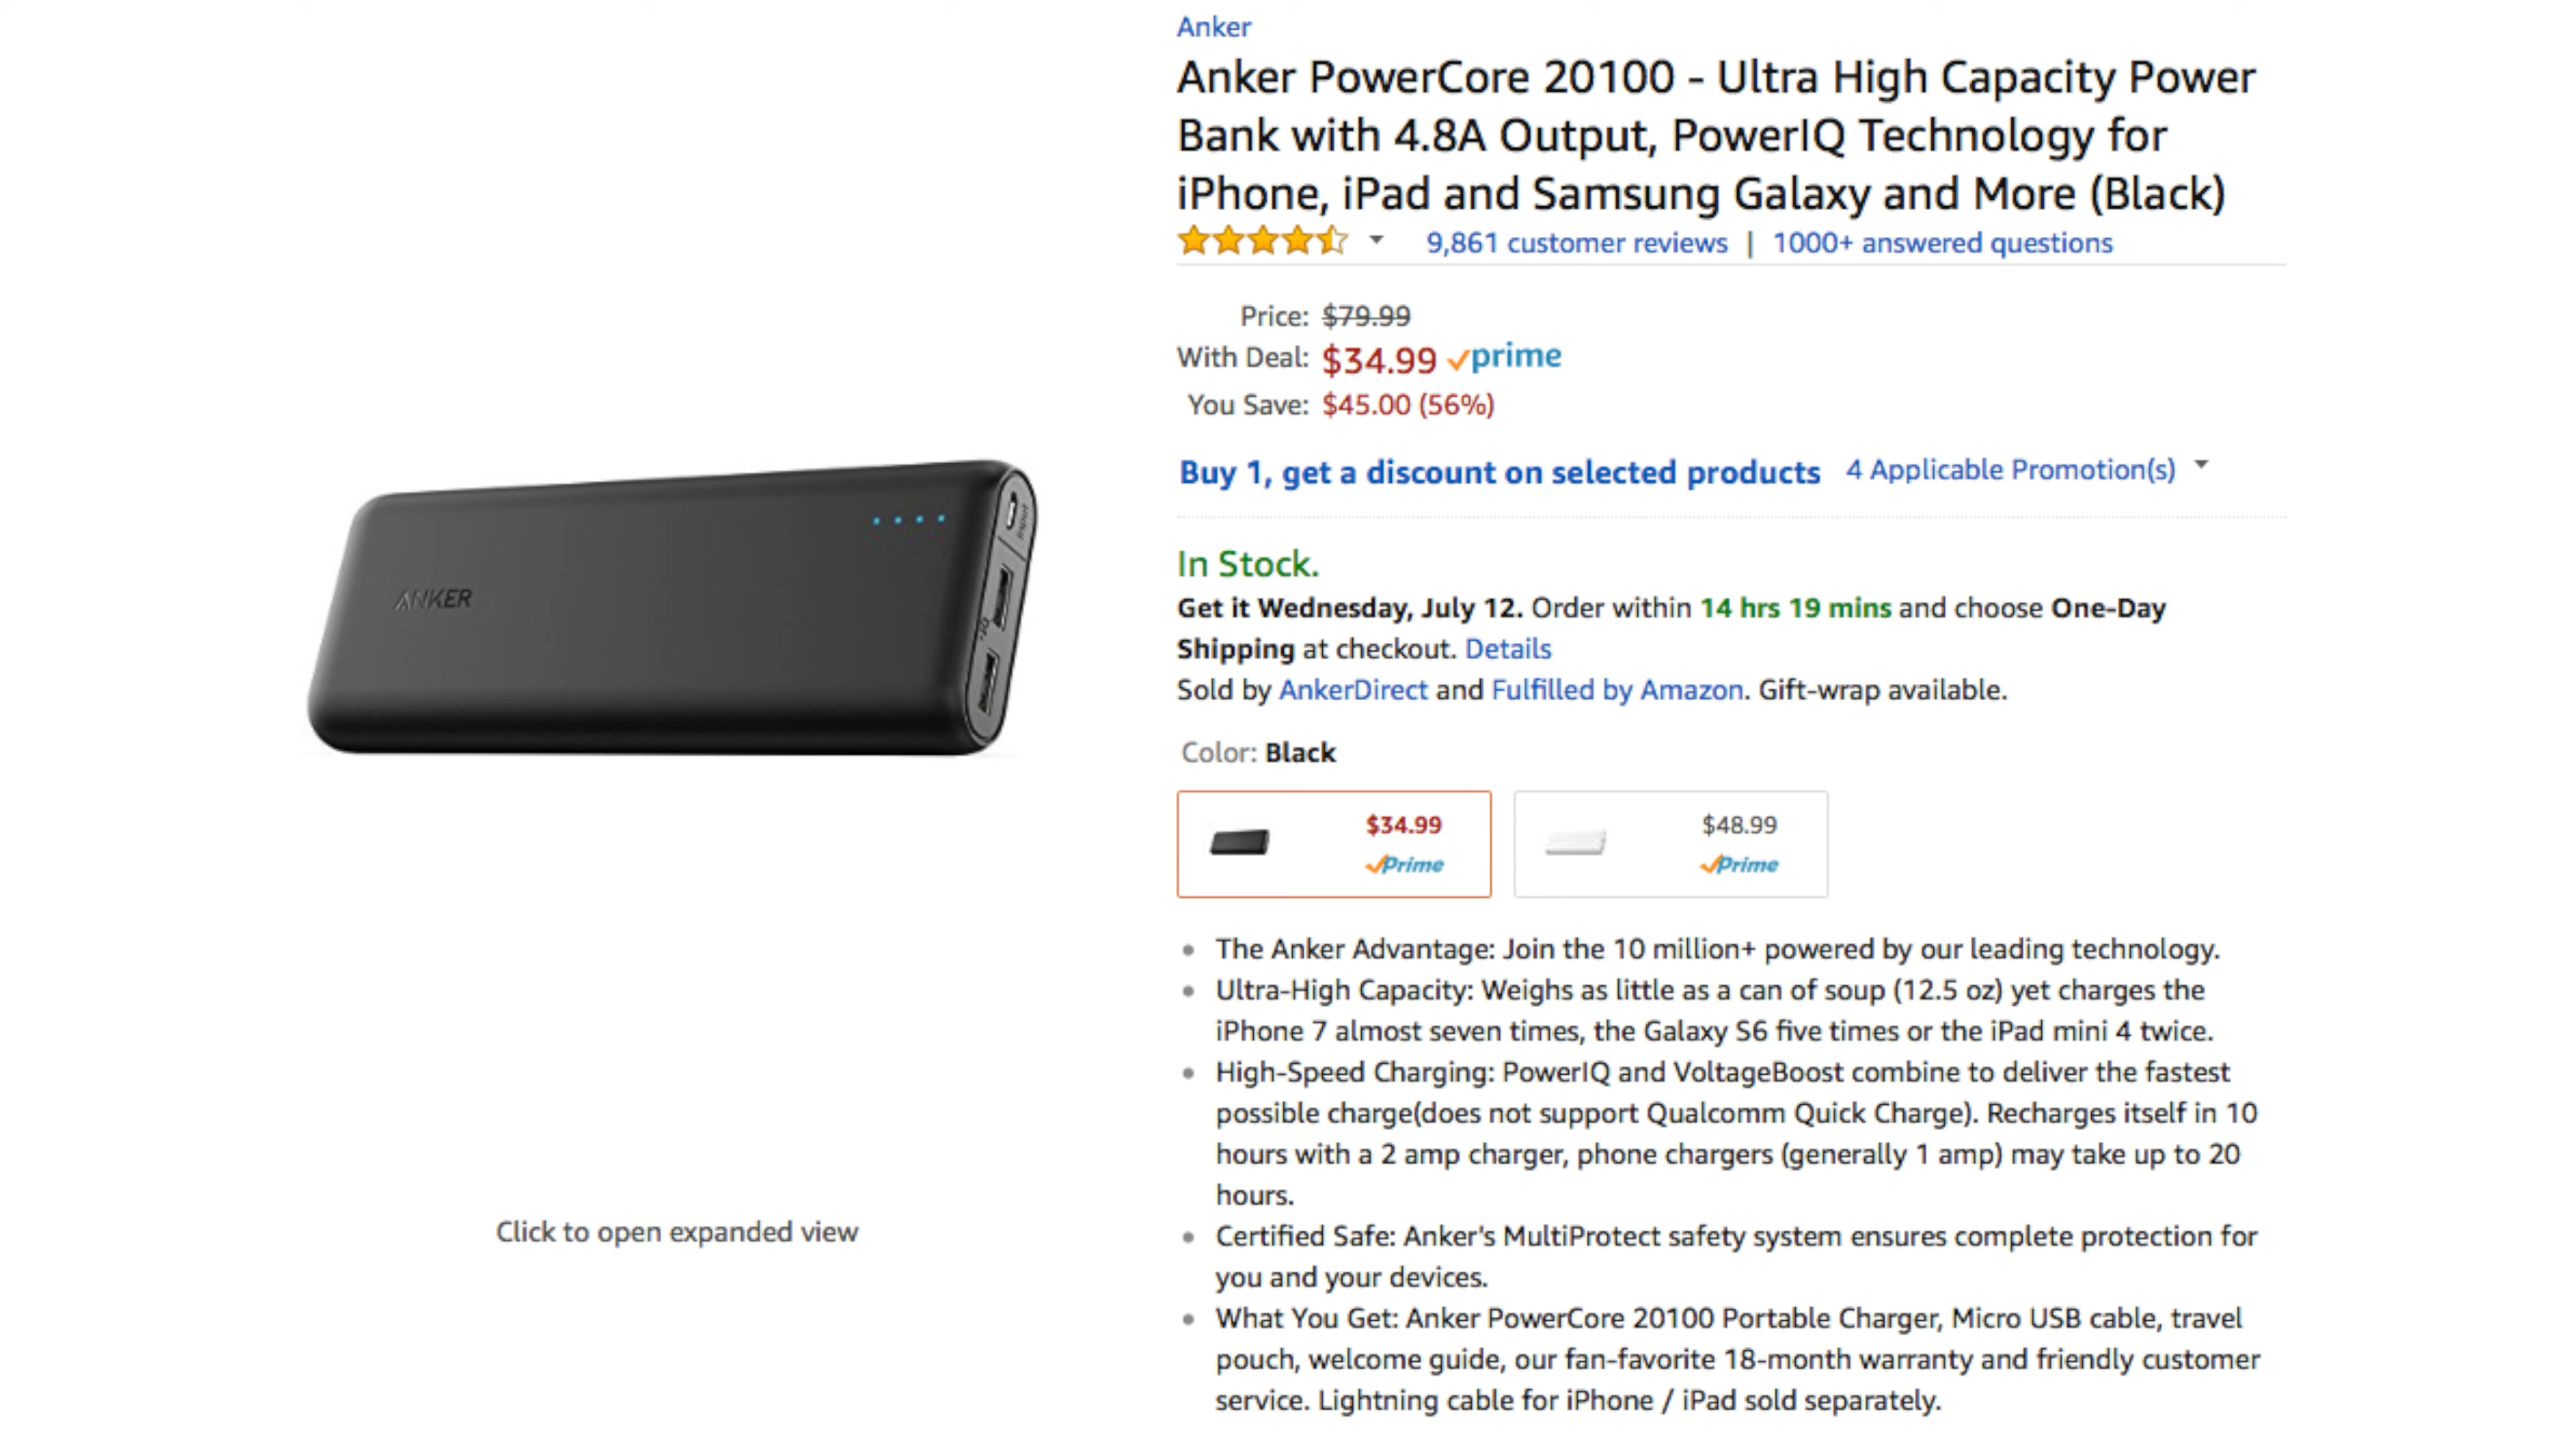 Anker
Anker PowerCore 20100 - Ultra High Capacity Power
Bank with 4.8A Output, PowerIQ Technology for
iPhone, iPad and Samsung Galaxy and More (Black)
9,861 customer reviews | 1000+ answered questions
Price: $79.99
With Deal: $34.99 prime
You Save: $45.00 (56%)
Buy 1, get a discount on selected products 4 Applicable Promotion(s)
ANKER
In Stock.
Get it Wednesday, July 12. Order within 14 hrs 19 mins and choose One-Day
Shipping at checkout. Details
Sold by AnkerDirect and Fulfilled by Amazon. Gift-wrap available.
Color: Black
$34.99 $48.99
Prime Prime
The Anker Advantage: Join the 10 million+ powered by our leading technology.
Ultra-High Capacity: Weighs as little as a can of soup (12.5 oz) yet charges the
iPhone 7 almost seven times, the Galaxy S6 five times or the iPad mini 4 twice.
High-Speed Charging: PowerIQ and VoltageBoost combine to deliver the fastest
possible charge(does not support Qualcomm Quick Charge). Recharges itself in 10
hours with a 2 amp charger, phone chargers (generally 1 amp) may take up to 20
hours.
Certified Safe: Anker's MultiProtect safety system ensures complete protection for
you and your devices.
What You Get: Anker PowerCore 20100 Portable Charger, Micro USB cable, travel
pouch, welcome guide, our fan-favorite 18-month warranty and friendly customer
service. Lightning cable for iPhone / iPad sold separately.
Click to open expanded view